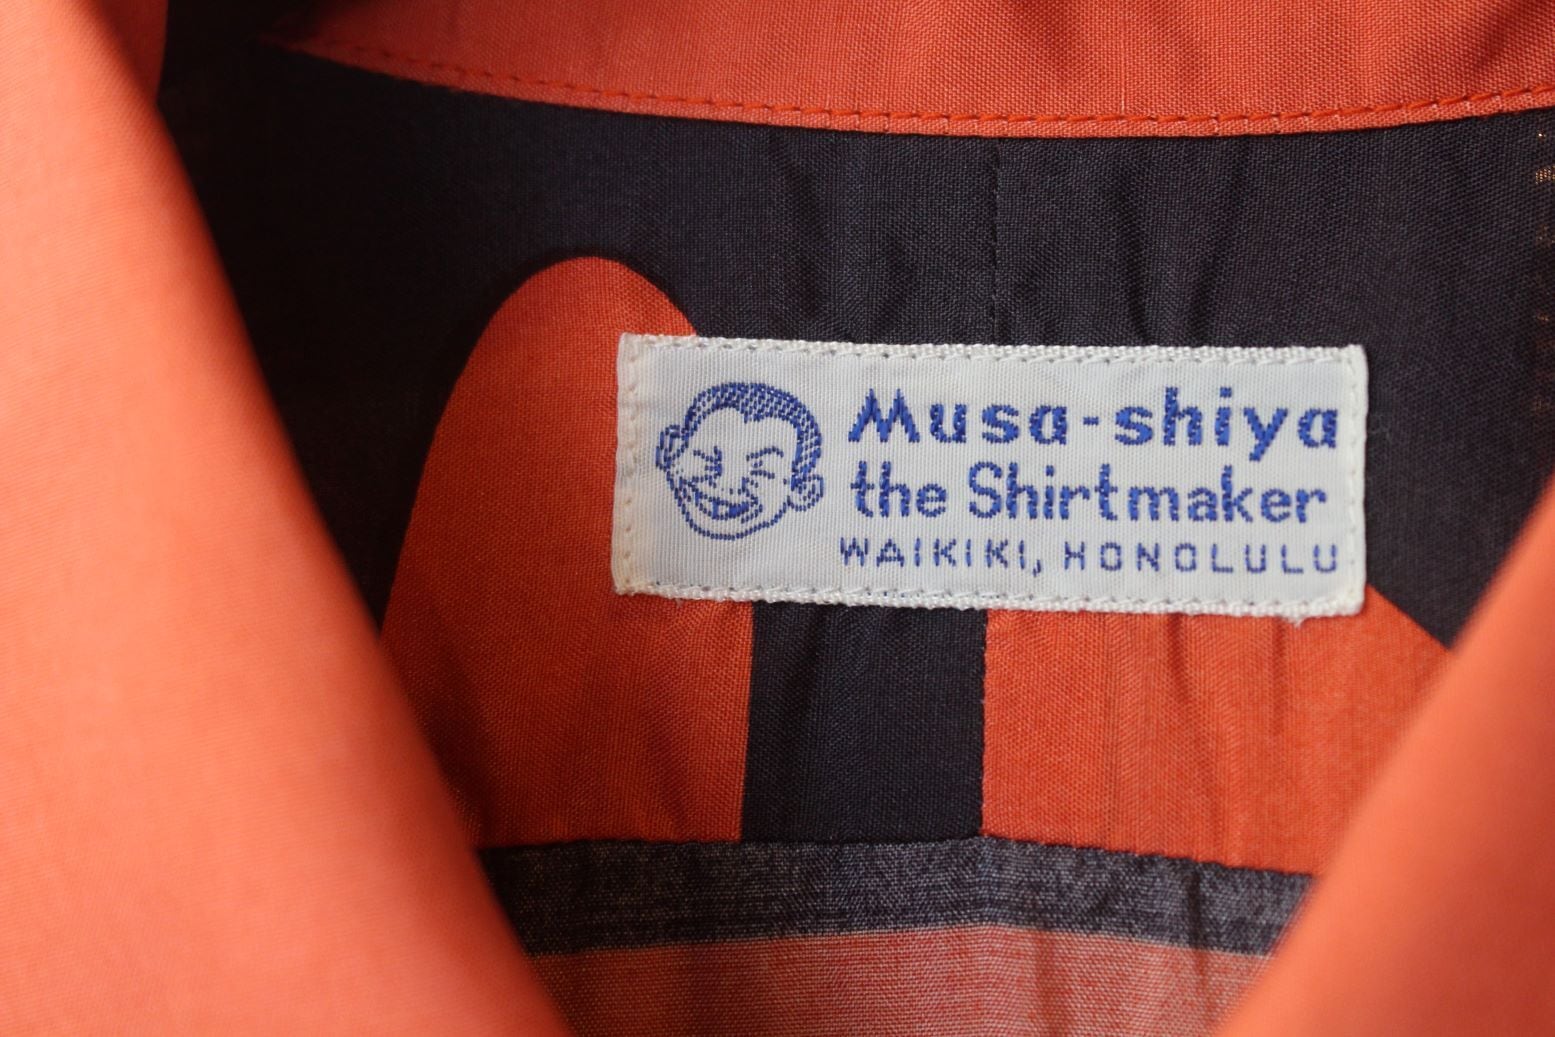 Musa-shiya
the Shirtmaker
WAIKIKI, HONOLULU